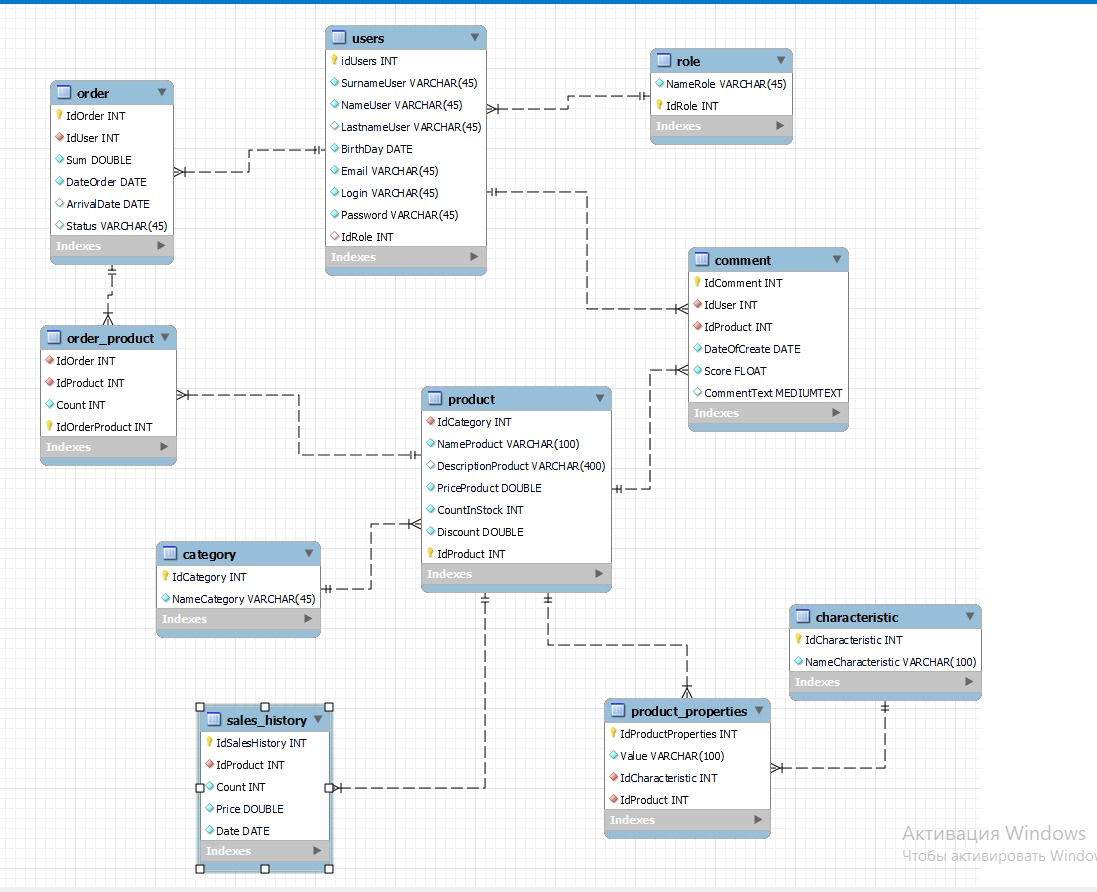 users
idUsers INT
SurnameUser VARCHAR(45)
NameUser VARCHAR(45)
LastnameUser VARCHAR(45)
BirthDay DATE
Email VARCHAR(45)
Login VARCHAR(45)
Password VARCHAR(45)
IdRole INT
Indexes
role
NameRole VARCHAR(45)
IdRole INT
Indexes
order
IdOrder INT
IdUser INT
Sum DOUBLE
DateOrder DATE
ArrivalDate DATE
Status VARCHAR(45)
Indexes
comment
IdComment INT
IdUser INT
IdProduct INT
DateOfCreate DATE
Score FLOAT
CommentText MEDIUMTEXT
Indexes
order_product
IdOrder INT
IdProduct INT
Count INT
IdOrderProduct INT
Indexes
product
IdCategory INT
NameProduct VARCHAR(100)
DescriptionProduct VARCHAR(400)
PriceProduct DOUBLE
CountInStock INT
Discount DOUBLE
IdProduct INT
Indexes
category
IdCategory INT
NameCategory VARCHAR(45)
Indexes
characteristic
IdCharacteristic INT
NameCharacteristic VARCHAR(100)
Indexes
sales_history
IdSalesHistory INT
IdProduct INT
Count INT
Price DOUBLE
Date DATE
Indexes
product_properties
IdProductProperties INT
Value VARCHAR(100)
IdCharacteristic INT
IdProduct INT
Indexes
Активация Windows
Чтобы активировать Windov